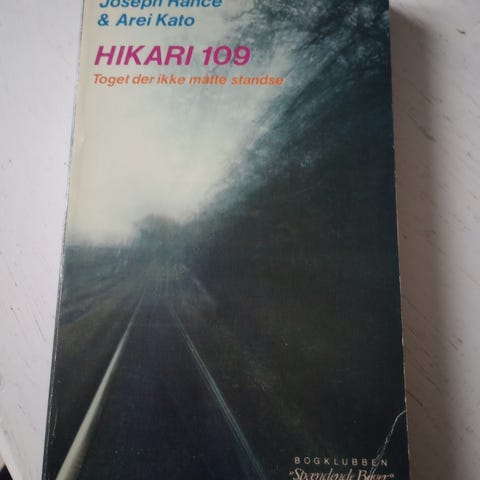 Joseph Rance
& Arei Kato
HIKARI 109
Toget der ikke måtte standse
BOGKLUBBEN
„Spændende Bøger“